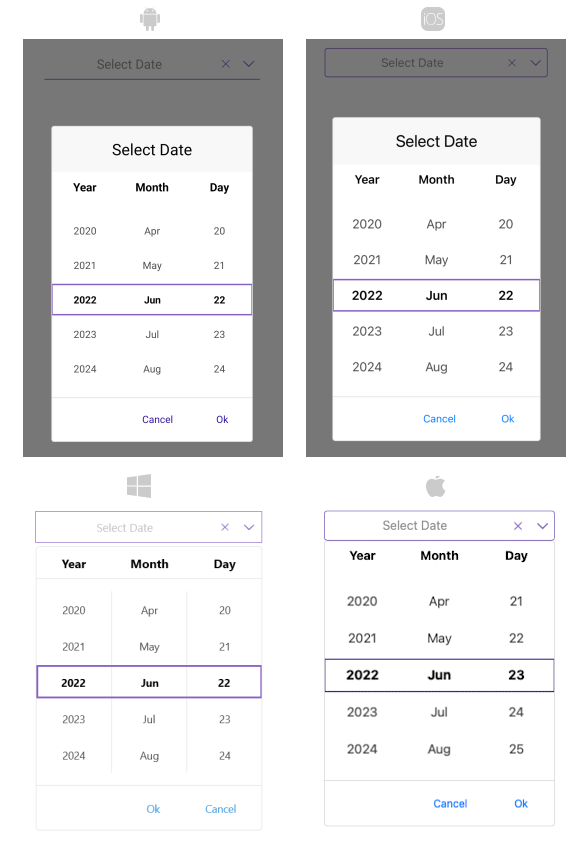 iOS
Select Date
Select Date
Year Month Day
2020 Apr 20
2021 May 21
2022 Jun 22
2023 Jul 23
2024 Aug 24
Cancel Ok
Select Date
Select Date
Year Month Day
2020 Apr 20
2021 May 21
2022 Jun 22
2023 Jul 23
2024 Aug 24
Cancel Ok
Select Date
Year Month Day
2020 Apr 20
2021 May 21
2022 Jun 22
2023 Jul 23
2024 Aug 24
Ok Cancel
Select Date
Year Month Day
2020 Apr 21
2021 May 22
2022 Jun 23
2023 Jul 24
2024 Aug 25
Cancel Ok